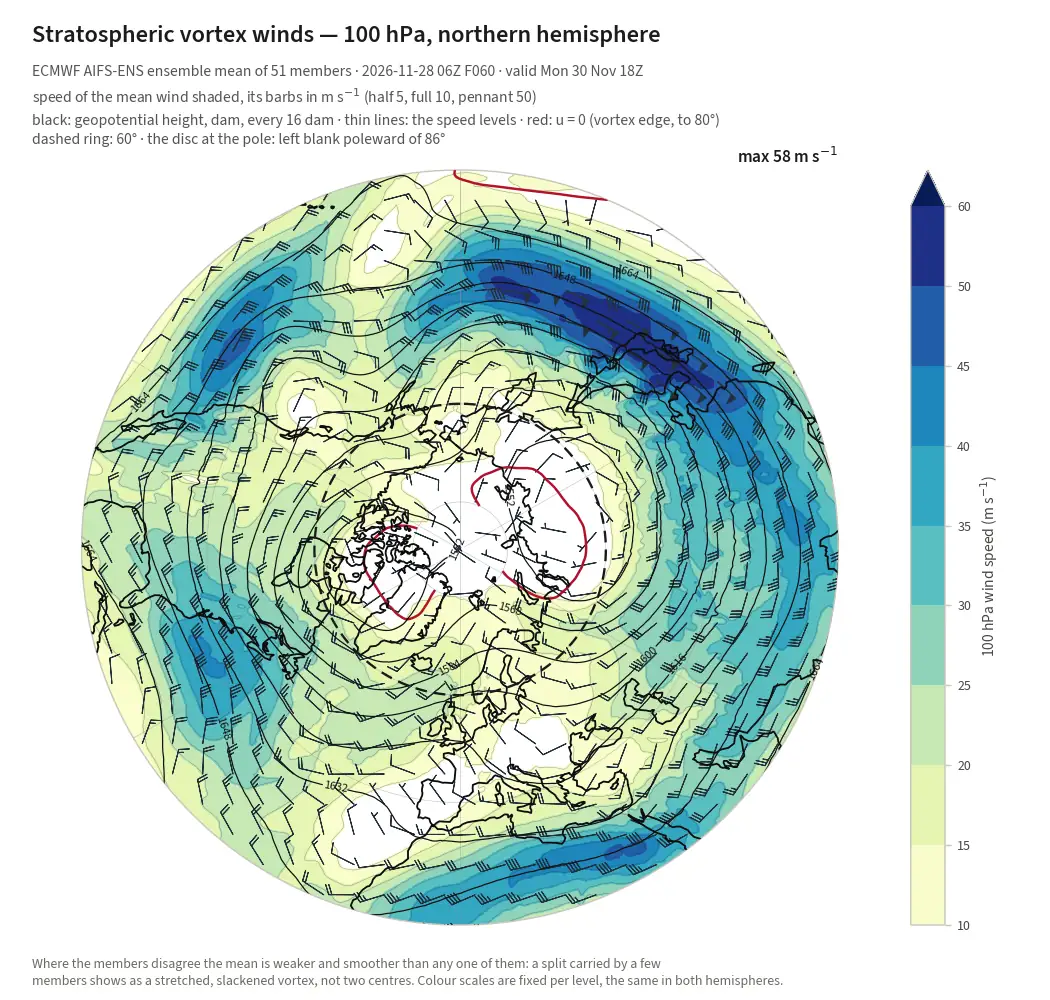 Stratospheric vortex winds — 100 hPa, northern hemisphere
ECMWF AIFS-ENS ensemble mean of 51 members · 2026-11-28 06Z F060 · valid Mon 30 Nov 18Z
speed of the mean wind shaded, its barbs in m s⁻¹ (half 5, full 10, pennant 50)
black: geopotential height, dam, every 16 dam · thin lines: the speed levels · red: u = 0 (vortex edge, to 80°)
dashed ring: 60° · the disc at the pole: left blank poleward of 86°
max 58 m s⁻¹
60
50
45
40
35
30
25
20
15
10
100 hPa wind speed (m s⁻¹)
1648
1664
1664
1552
1568
1584
1600
1616
1664
1648
1632
Where the members disagree the mean is weaker and smoother than any one of them: a split carried by a few
members shows as a stretched, slackened vortex, not two centres. Colour scales are fixed per level, the same in both hemispheres.